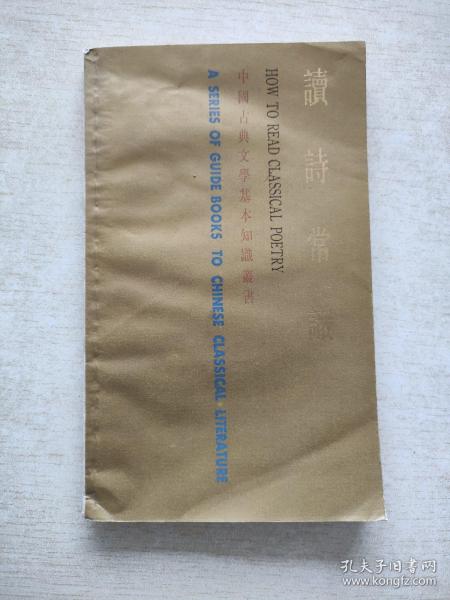 讀詩常識
HOW TO READ CLASSICAL POETRY
中國古典文學基本知識叢書
A SERIES OF GUIDE BOOKS TO CHINESE CLASSICAL LITERATURE
孔夫子旧书网
www.kongfz.com